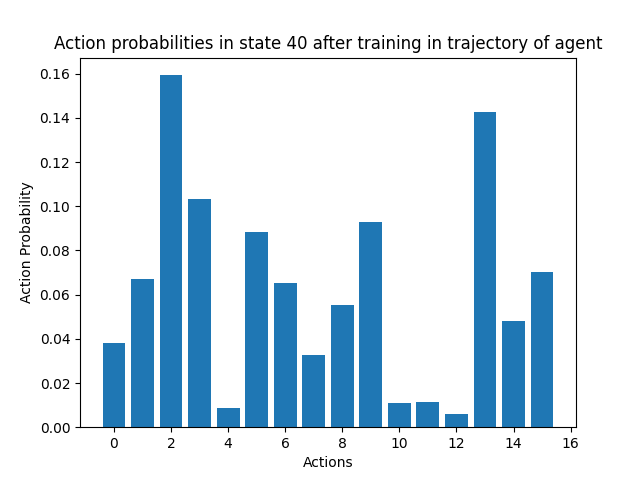 Action probabilities in state 40 after training in trajectory of agent
0.16
0.14
0.12
0.10
0.08
0.06
0.04
0.02
0.00
Action Probability
0 2 4 6 8 10 12 14 16
Actions